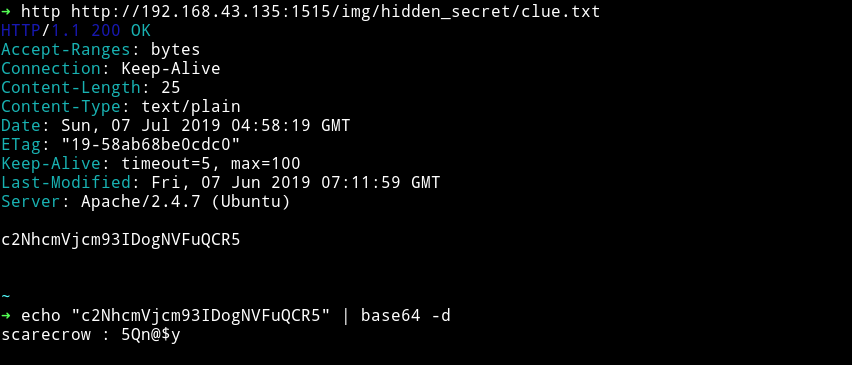 ➜ http http://192.168.43.135:1515/img/hidden_secret/clue.txt
HTTP/1.1 200 OK
Accept-Ranges: bytes
Connection: Keep-Alive
Content-Length: 25
Content-Type: text/plain
Date: Sun, 07 Jul 2019 04:58:19 GMT
ETag: "19-58ab68be0cdc0"
Keep-Alive: timeout=5, max=100
Last-Modified: Fri, 07 Jun 2019 07:11:59 GMT
Server: Apache/2.4.7 (Ubuntu)
c2NhcmVjcm93IDogNVFuQCR5
~
➜ echo "c2NhcmVjcm93IDogNVFuQCR5" | base64 -d
scarecrow : 5Qn@$y